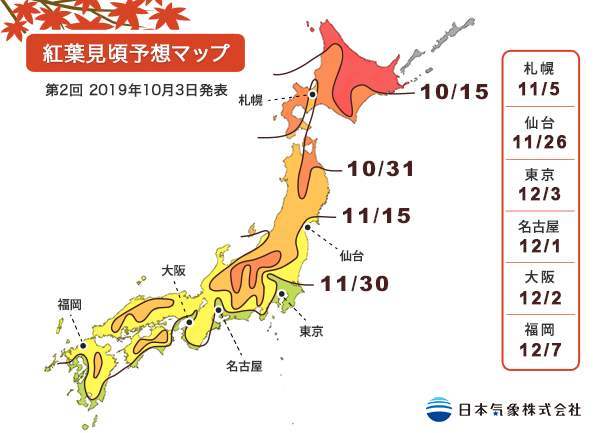 紅葉見頃予想マップ
第2回 2019年10月3日発表
札幌
10/15
10/31
11/15
仙台
11/30
大阪
福岡
東京
名古屋
札幌
11/5
仙台
11/26
東京
12/3
名古屋
12/1
大阪
12/2
福岡
12/7
日本気象株式会社